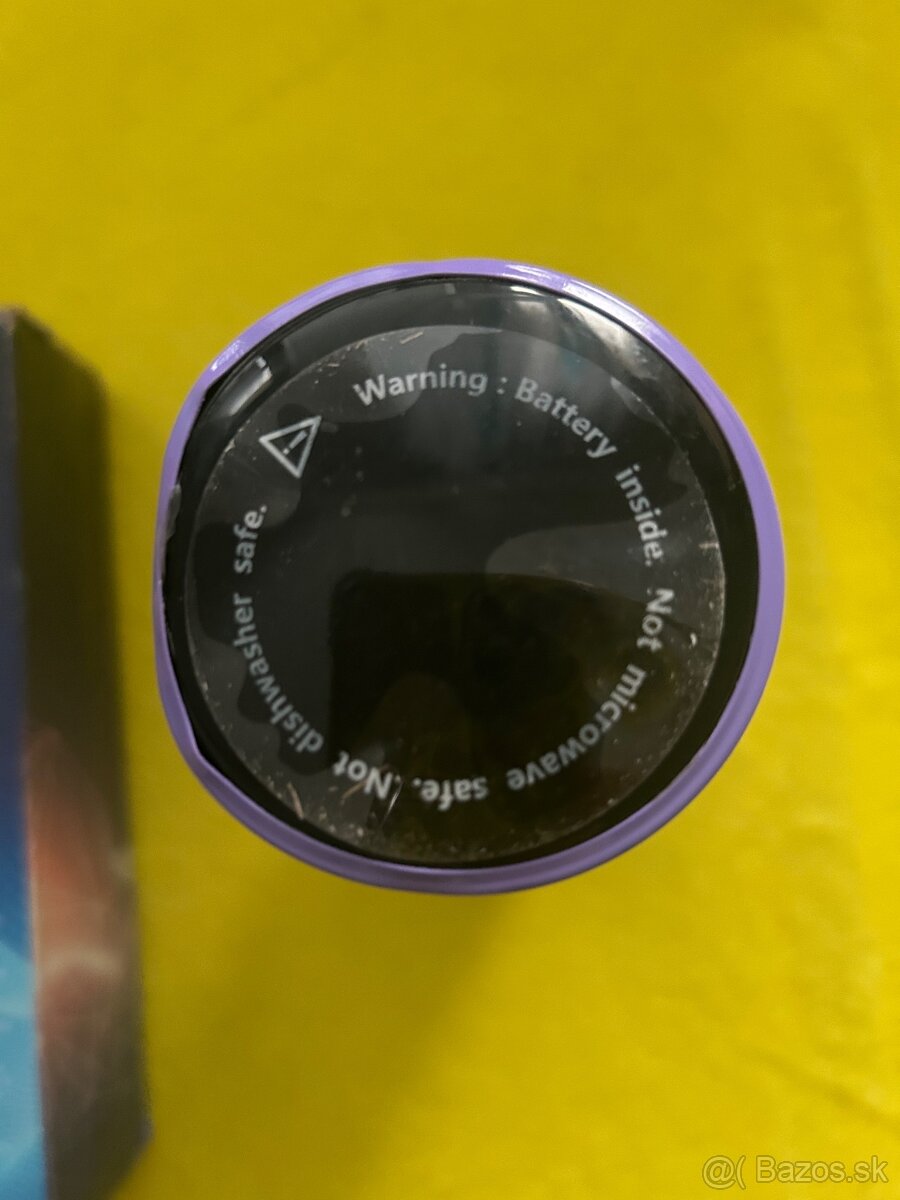 Warning : Battery inside. Not microwave safe. Not dishwasher safe.
@( Bazos.sk